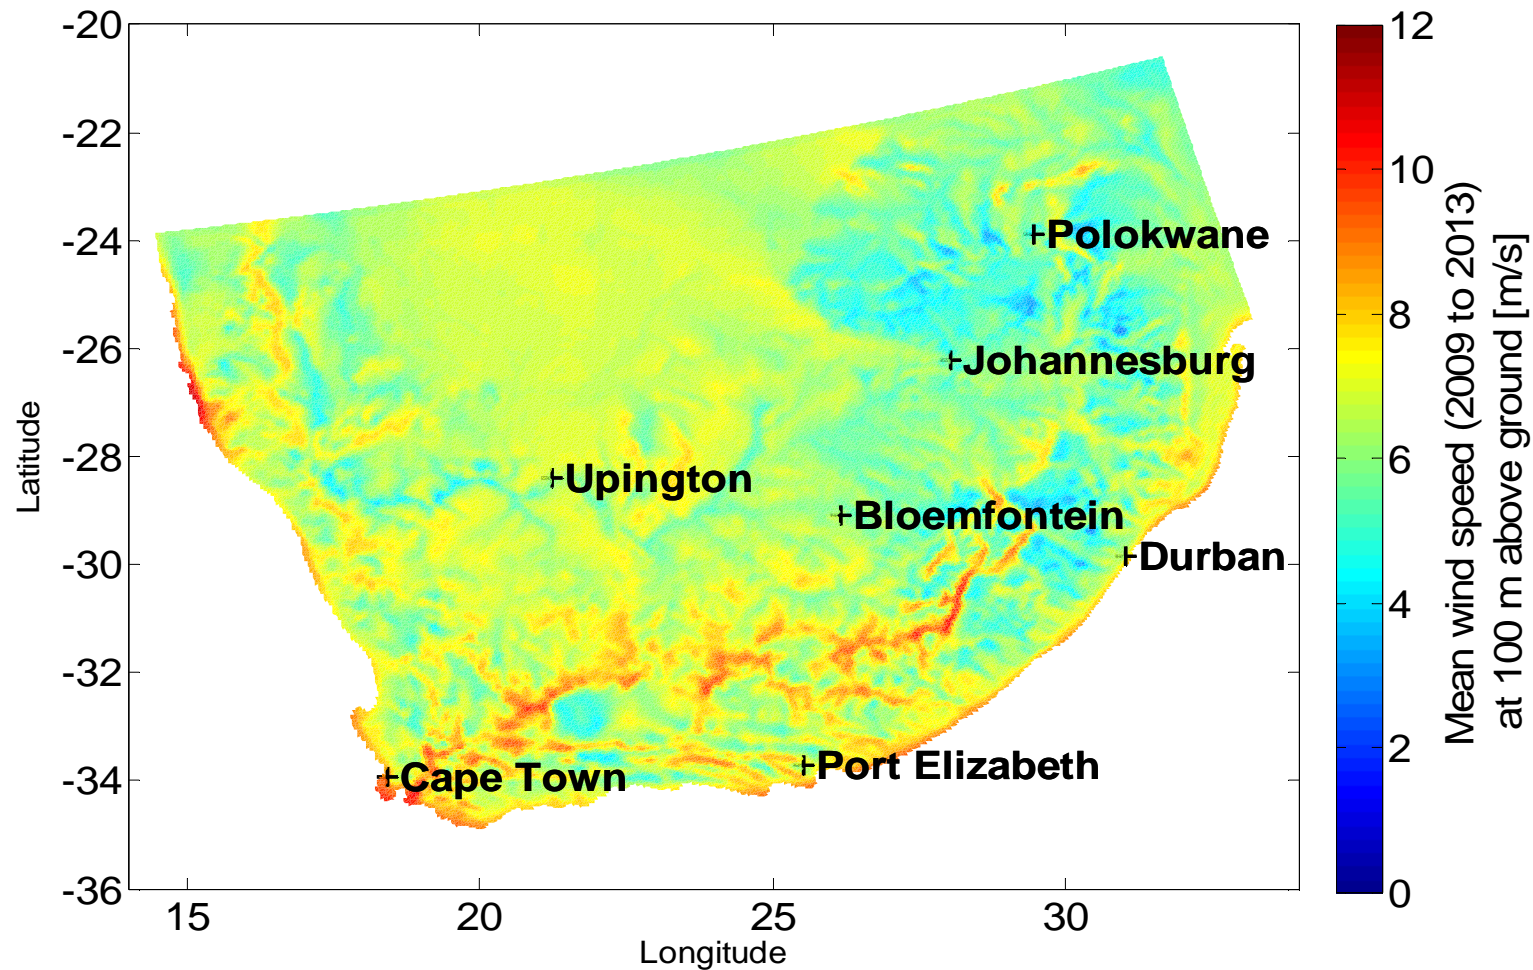 -20
-22
-24
-26
-28
-30
-32
-34
-36
Latitude
15
20
25
30
Longitude
Polokwane
Johannesburg
Upington
Bloemfontein
Durban
Port Elizabeth
Cape Town
12
10
8
6
4
2
0
Mean wind speed (2009 to 2013)
at 100 m above ground [m/s]